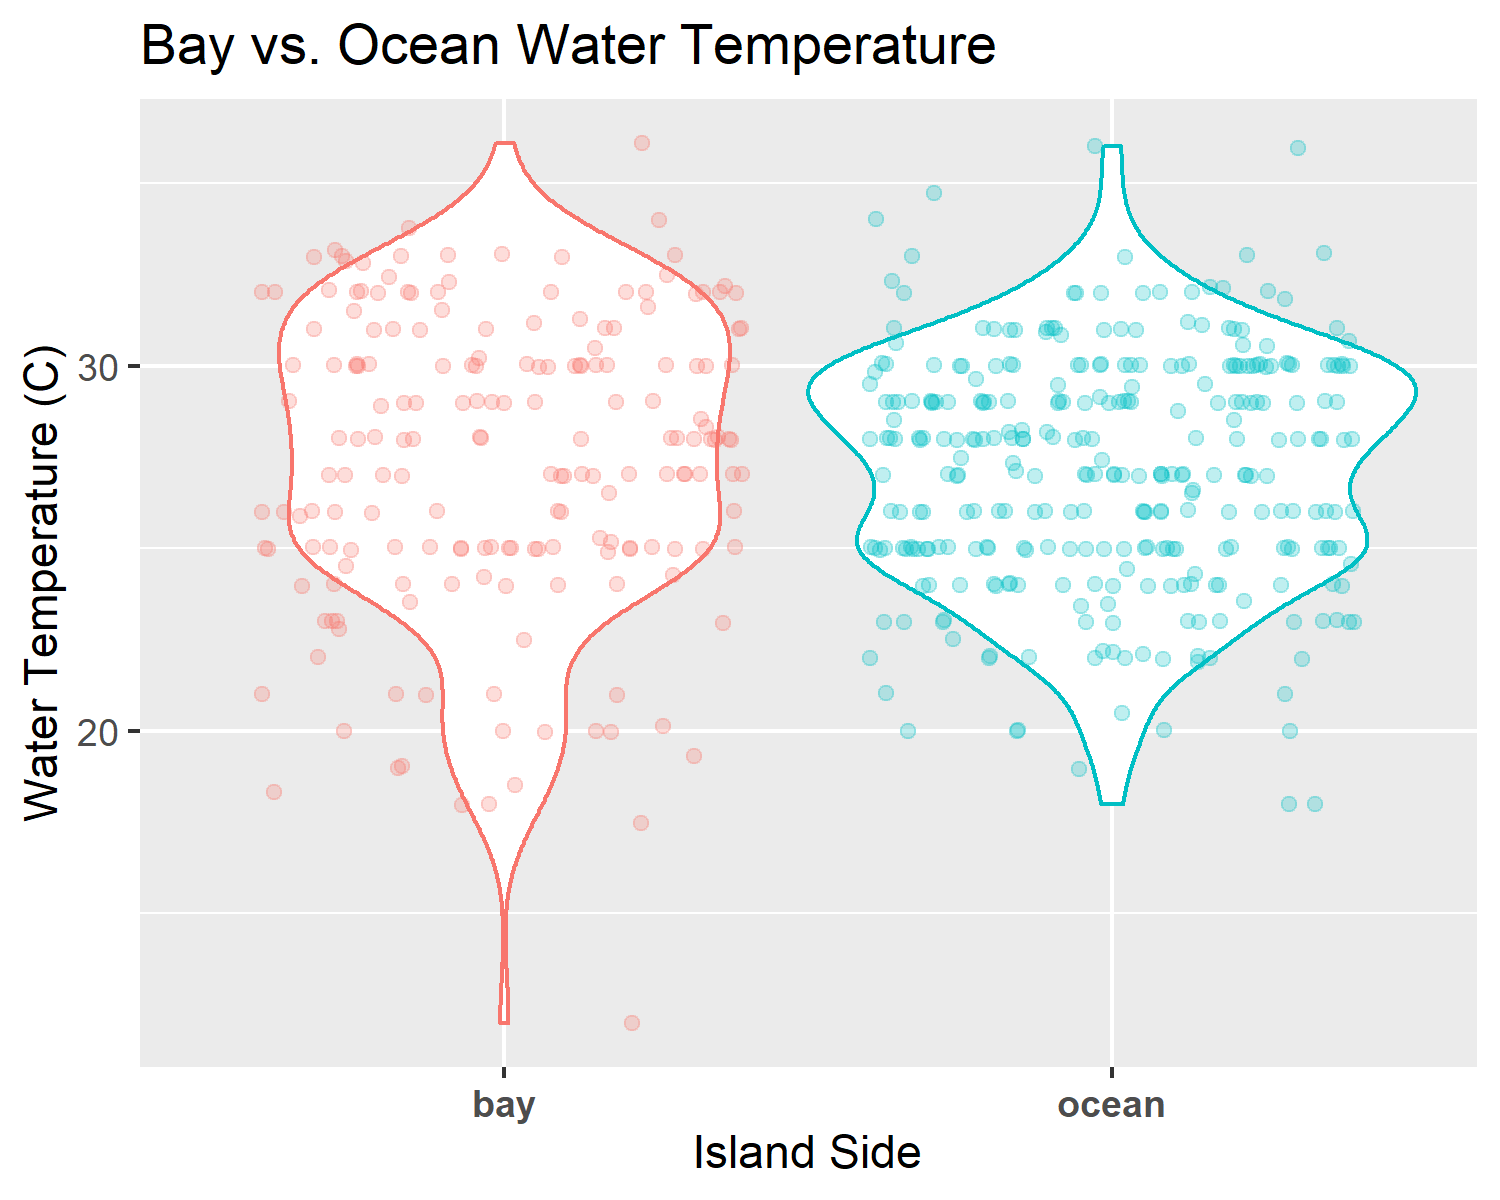 Bay vs. Ocean Water Temperature
Water Temperature (C)
30
20
bay
ocean
Island Side